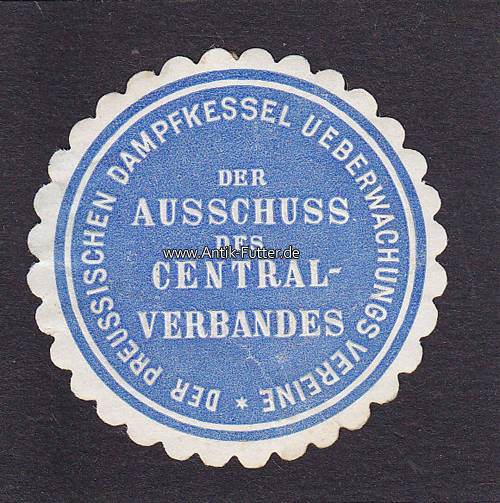 DER
AUSSCHUSS
DES
CENTRAL-
VERBANDES
DER PREUSSISCHEN DAMPFKESSEL UEBERWACHUNGS VEREINE *
www.Antik-Futter.de